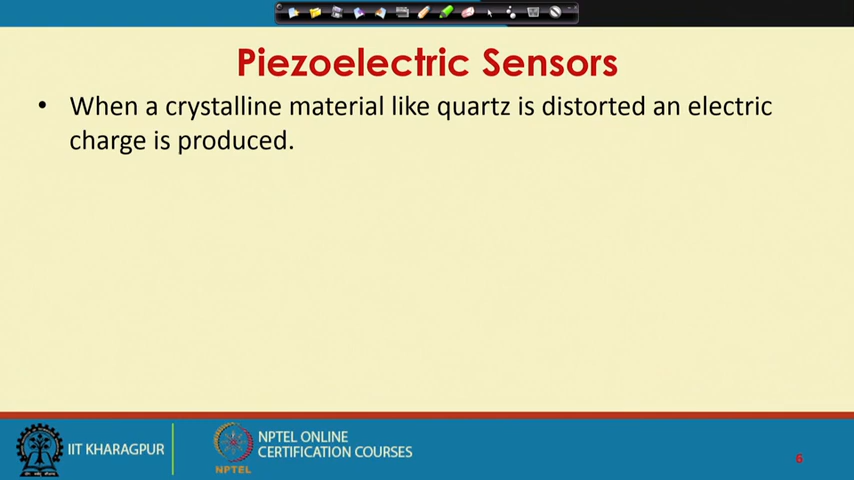 Piezoelectric Sensors
• When a crystalline material like quartz is distorted an electric
charge is produced.
IIT KHARAGPUR
NPTEL
NPTEL ONLINE
CERTIFICATION COURSES
6